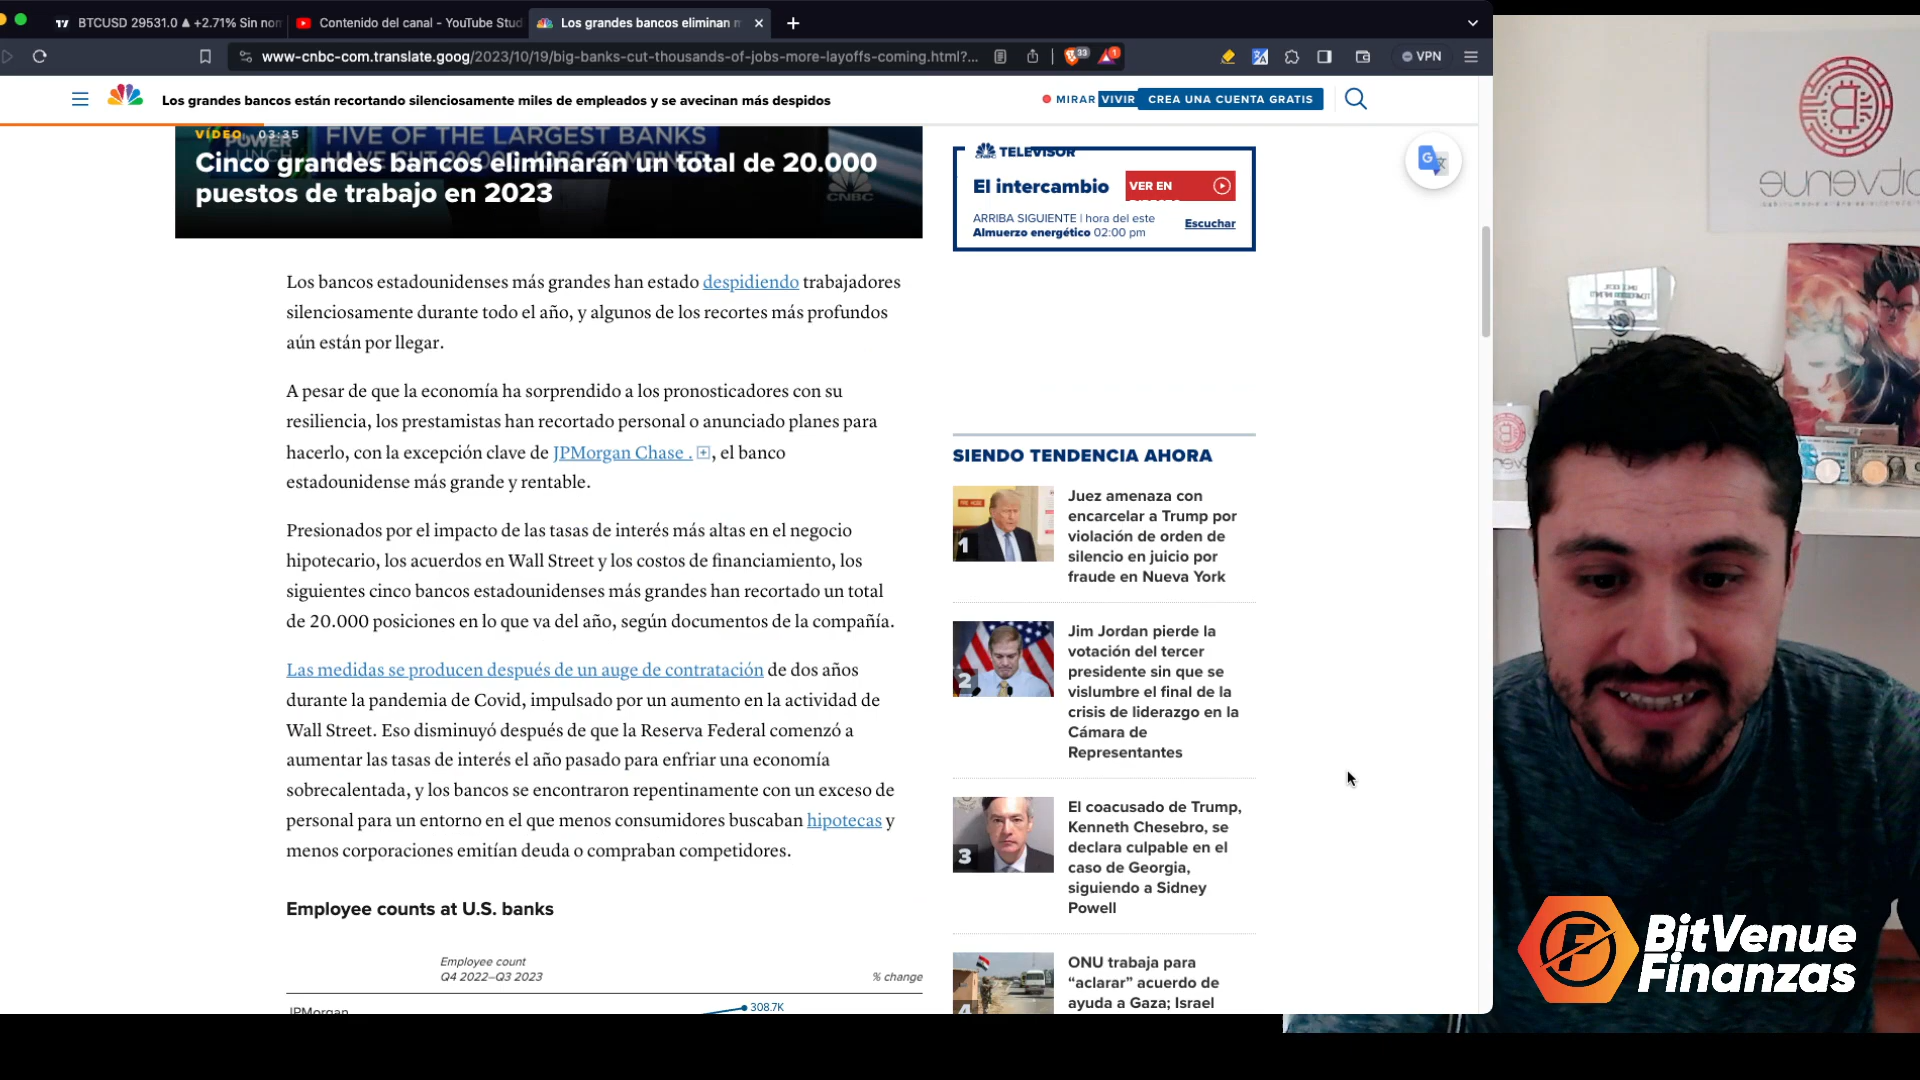 BTCUSD 29531.0 ▲ +2.71% Sin nom
Contenido del canal - YouTube Stud
Los grandes bancos eliminan m
www-cnbc-com.translate.goog/2023/10/19/big-banks-cut-thousands-of-jobs-more-layoffs-coming.html?...
33
1
VPN
Los grandes bancos están recortando silenciosamente miles de empleados y se avecinan más despidos
MIRAR VIVIR
CREA UNA CUENTA GRATIS
VÍDEO 03:35
POWER
FIVE OF THE LARGEST BANKS
Cinco grandes bancos eliminarán un total de 20.000
puestos de trabajo en 2023
CNBC
TELEVISOR
El intercambio
VER EN
ARRIBA SIGUIENTE | hora del este
Almuerzo energético 02:00 pm
Escuchar
Los bancos estadounidenses más grandes han estado despidiendo trabajadores
silenciosamente durante todo el año, y algunos de los recortes más profundos
aún están por llegar.
A pesar de que la economía ha sorprendido a los pronosticadores con su
resiliencia, los prestamistas han recortado personal o anunciado planes para
hacerlo, con la excepción clave de JPMorgan Chase . , el banco
estadounidense más grande y rentable.
Presionados por el impacto de las tasas de interés más altas en el negocio
hipotecario, los acuerdos en Wall Street y los costos de financiamiento, los
siguientes cinco bancos estadounidenses más grandes han recortado un total
de 20.000 posiciones en lo que va del año, según documentos de la compañía.
Las medidas se producen después de un auge de contratación de dos años
durante la pandemia de Covid, impulsado por un aumento en la actividad de
Wall Street. Eso disminuyó después de que la Reserva Federal comenzó a
aumentar las tasas de interés el año pasado para enfriar una economía
sobrecalentada, y los bancos se encontraron repentinamente con un exceso de
personal para un entorno en el que menos consumidores buscaban hipotecas y
menos corporaciones emitían deuda o compraban competidores.
Employee counts at U.S. banks
Employee count
Q4 2022–Q3 2023
% change
JPMorgan
308.7K
SIENDO TENDENCIA AHORA
1
Juez amenaza con
encarcelar a Trump por
violación de orden de
silencio en juicio por
fraude en Nueva York
2
Jim Jordan pierde la
votación del tercer
presidente sin que se
vislumbre el final de la
crisis de liderazgo en la
Cámara de
Representantes
3
El coacusado de Trump,
Kenneth Chesebro, se
declara culpable en el
caso de Georgia,
siguiendo a Sidney
Powell
4
ONU trabaja para
“aclarar” acuerdo de
ayuda a Gaza; Israel
bitvenue
BitVenue
Finanzas